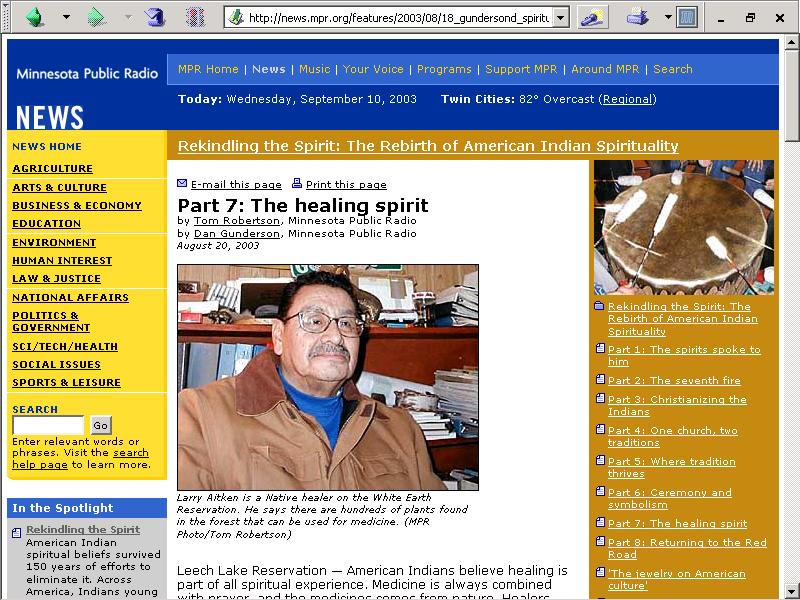 http://news.mpr.org/features/2003/08/18_gundersond_spiritu
Minnesota Public Radio
NEWS
MPR Home | News | Music | Your Voice | Programs | Support MPR | Around MPR | Search
Today: Wednesday, September 10, 2003 Twin Cities: 82° Overcast (Regional)
NEWS HOME
AGRICULTURE
ARTS & CULTURE
BUSINESS & ECONOMY
EDUCATION
ENVIRONMENT
HUMAN INTEREST
LAW & JUSTICE
NATIONAL AFFAIRS
POLITICS &
GOVERNMENT
SCI/TECH/HEALTH
SOCIAL ISSUES
SPORTS & LEISURE
SEARCH
Go
Enter relevant words or
phrases. Visit the search
help page to learn more.
In the Spotlight
Rekindling the Spirit
American Indian
spiritual beliefs survived
150 years of efforts to
eliminate it. Across
America, Indians young
Rekindling the Spirit: The Rebirth of American Indian Spirituality
E-mail this page Print this page
Part 7: The healing spirit
by Tom Robertson, Minnesota Public Radio
by Dan Gunderson, Minnesota Public Radio
August 20, 2003
Larry Aitken is a Native healer on the White Earth
Reservation. He says there are hundreds of plants found
in the forest that can be used for medicine. (MPR
Photo/Tom Robertson)
Leech Lake Reservation — American Indians believe healing is
part of all spiritual experience. Medicine is always combined
with prayer, and the medicines comes from nature. Healers
Rekindling the Spirit: The
Rebirth of American Indian
Spirituality
Part 1: The spirits spoke to
him
Part 2: The seventh fire
Part 3: Christianizing the
Indians
Part 4: One church, two
traditions
Part 5: Where tradition
thrives
Part 6: Ceremony and
symbolism
Part 7: The healing spirit
Part 8: Returning to the Red
Road
'The jewelry on American
culture'